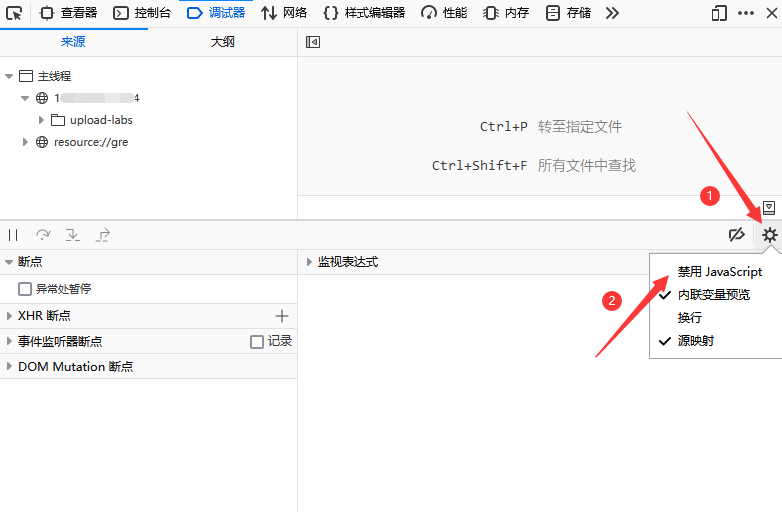 查看器 控制台 调试器 网络 样式编辑器 性能 内存 存储
来源 大纲
主线程
1 4
upload-labs
resource://gre
Ctrl+P 转至指定文件
Ctrl+Shift+F 所有文件中查找
1
断点
监视表达式
异常处暂停
XHR 断点
事件监听器断点 记录
DOM Mutation 断点
禁用 JavaScript
2
内联变量预览
换行
源映射